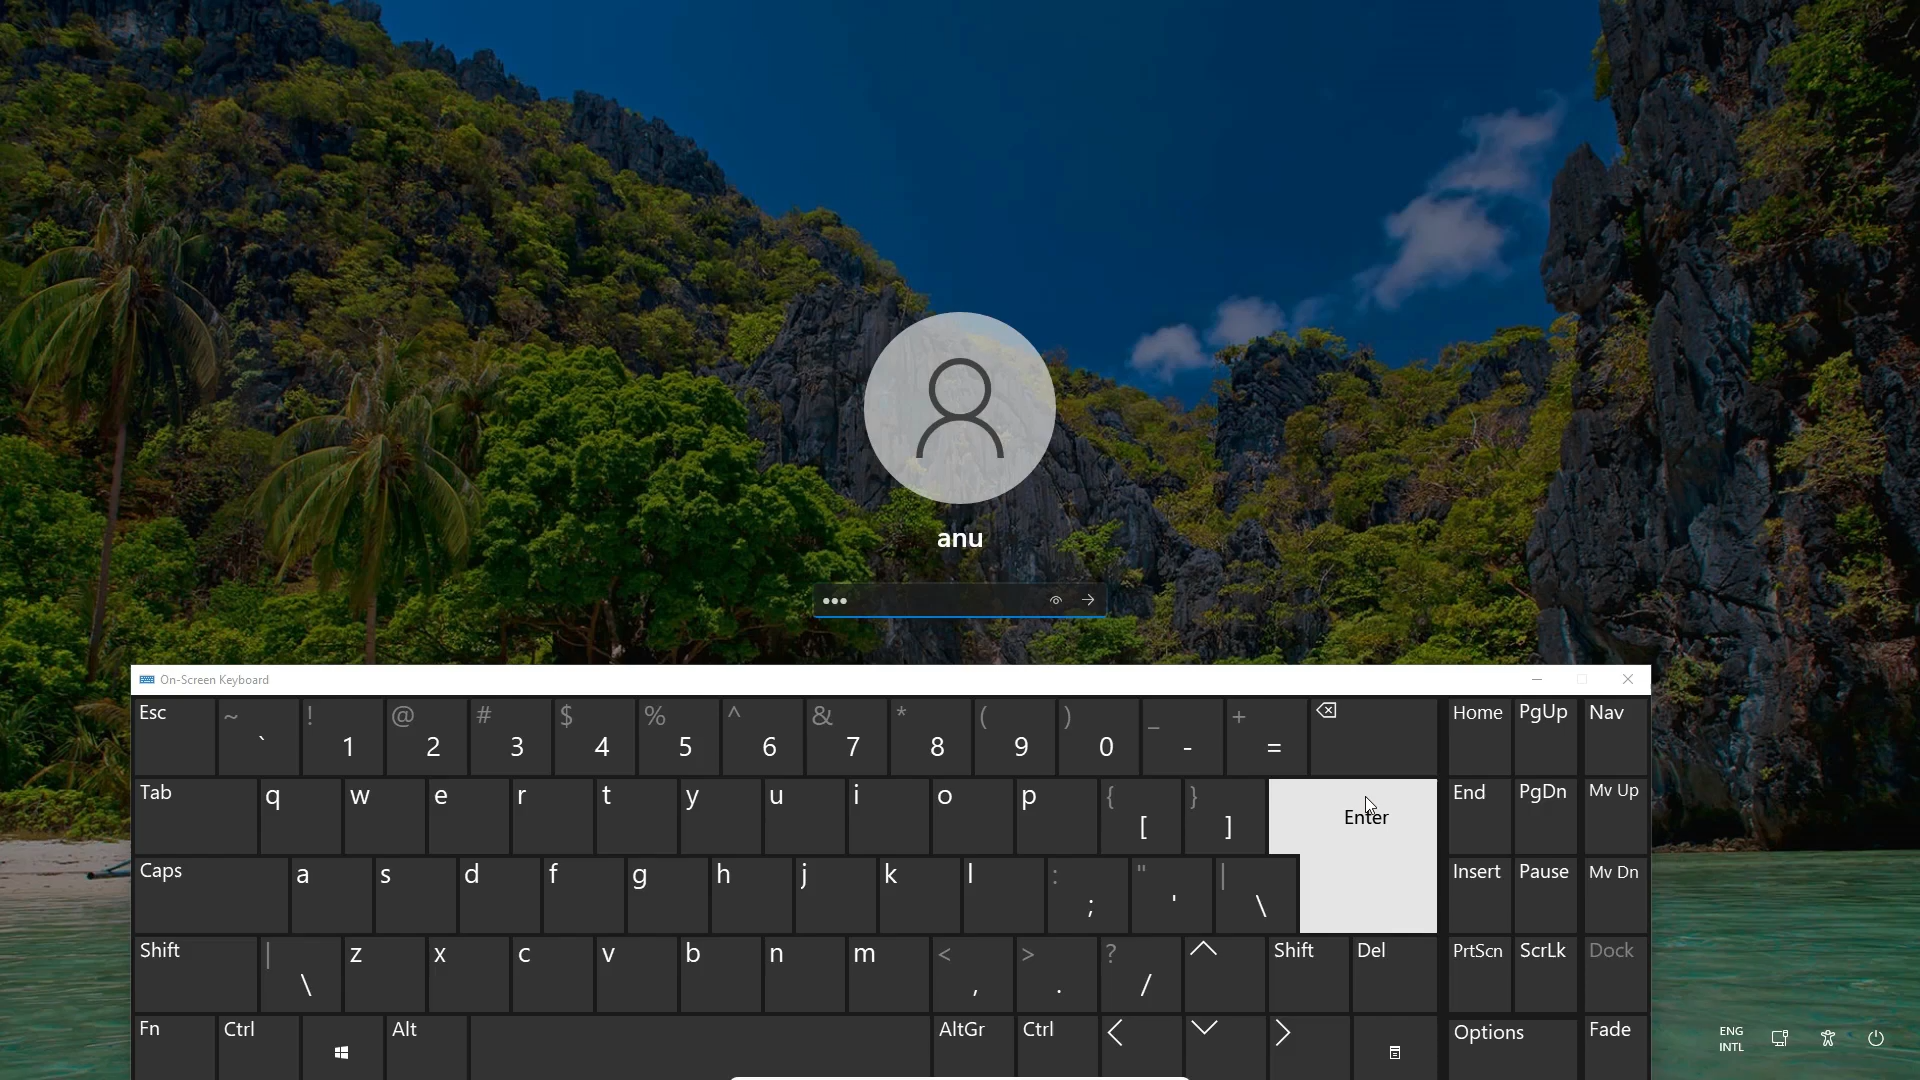 anu
•••
On-Screen Keyboard
Esc ~ ` ! 1 @ 2 # 3 $ 4 % 5 ^ 6 & 7 * 8 ( 9 ) 0 _ - + = Home PgUp Nav
Tab q w e r t y u i o p { [ } ] Enter End PgDn Mv Up
Caps a s d f g h j k l : ; " ' | \ Insert Pause Mv Dn
Shift | \ z x c v b n m < , > . ? / Shift Del PrtScn ScrLk Dock
Fn Ctrl Alt AltGr Ctrl Options Fade
ENG
INTL